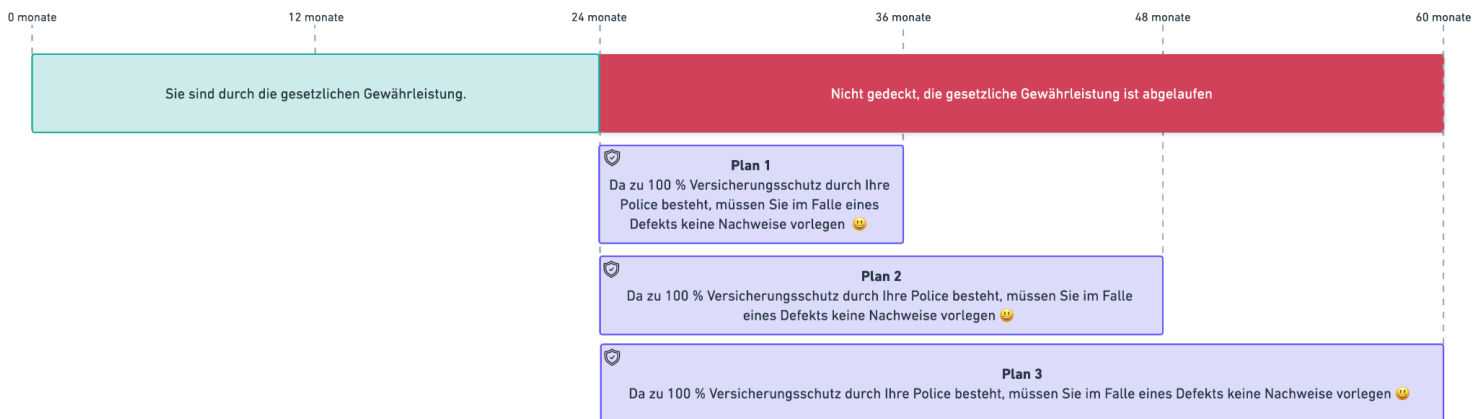 0 monate
12 monate
24 monate
36 monate
48 monate
60 monate
Sie sind durch die gesetzlichen Gewährleistung.
Nicht gedeckt, die gesetzliche Gewährleistung ist abgelaufen
Plan 1
Da zu 100 % Versicherungsschutz durch Ihre
Police besteht, müssen Sie im Falle eines
Defekts keine Nachweise vorlegen 😃
Plan 2
Da zu 100 % Versicherungsschutz durch Ihre Police besteht, müssen Sie im Falle
eines Defekts keine Nachweise vorlegen 😃
Plan 3
Da zu 100 % Versicherungsschutz durch Ihre Police besteht, müssen Sie im Falle eines Defekts keine Nachweise vorlegen 😃